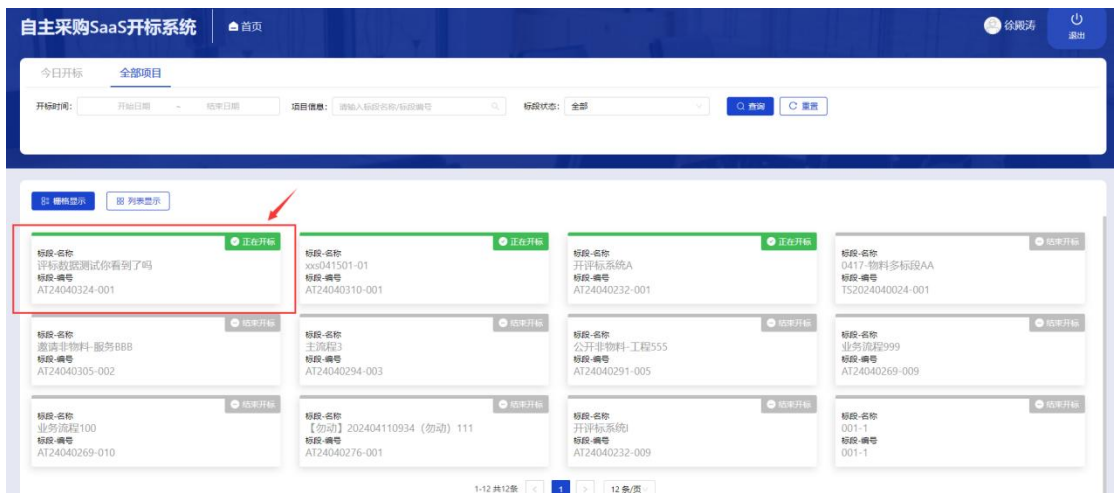 自主采购SaaS开标系统 首页 徐殿涛 退出
今日开标 全部项目
开标时间: 开始日期 ~ 结束日期 项目信息: 请输入标段名称/标段编号 标段状态: 全部 查询 重置
栅格显示 列表显示
正在开标 正在开标 正在开标 结束开标
标段-名称 标段-名称 标段-名称 标段-名称
评标数据测试你看到了吗 xxs041501-01 开评标系统A 0417-物料多标段AA
标段-编号 标段-编号 标段-编号 标段-编号
AT24040324-001 AT24040310-001 AT24040232-001 TS2024040024-001
结束开标 结束开标 结束开标 结束开标
标段-名称 标段-名称 标段-名称 标段-名称
邀请非物料-服务BBB 主流程3 公开非物料-工程555 业务流程999
标段-编号 标段-编号 标段-编号 标段-编号
AT24040305-002 AT24040294-003 AT24040291-005 AT24040269-009
结束开标 结束开标 结束开标 结束开标
标段-名称 标段-名称 标段-名称 标段-名称
业务流程100 【勿动】202404110934（勿动）111 开评标系统I 001-1
标段-编号 标段-编号 标段-编号 标段-编号
AT24040269-010 AT24040276-001 AT24040232-009 001-1
1-12 共12条 < 1 > 12 条/页